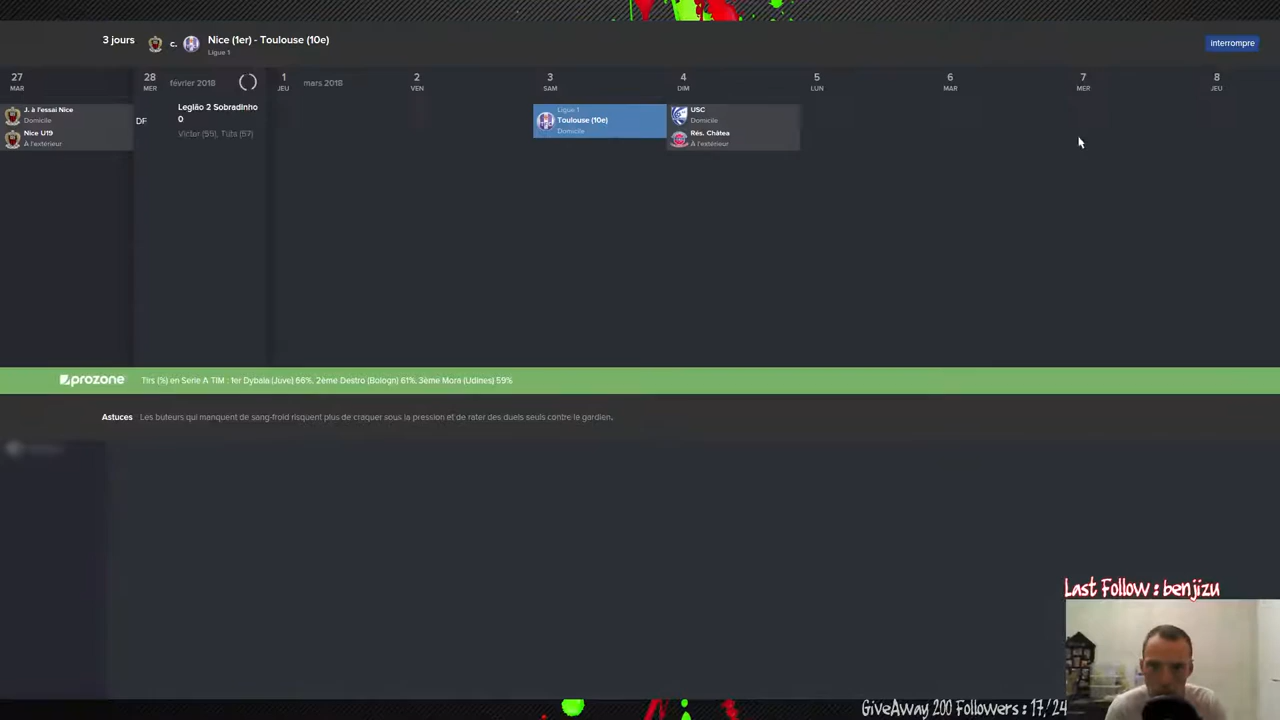 3 jours
c.
Nice (1er) - Toulouse (10e)
Ligue 1
interrompre
27
MAR
28
MER
février 2018
1
JEU
mars 2018
2
VEN
3
SAM
4
DIM
5
LUN
6
MAR
7
MER
8
JEU
J. à l'essai Nice
Domicile
Nice U19
À l'extérieur
DF
Legião 2 Sobradinho
0
Victor (55), Tuta (57)
Ligue 1
Toulouse (10e)
Domicile
USC
Domicile
Rés. Châtea
À l'extérieur
prozone
Tirs (%) en Serie A TIM : 1er Dybala (Juve) 66%, 2ème Destro (Bologn) 61%, 3ème Mora (Udines) 59%
Astuces Les buteurs qui manquent de sang-froid risquent plus de craquer sous la pression et de rater des duels seuls contre le gardien.
Last Follow : benjizu
GiveAway 200 Followers : 17/24